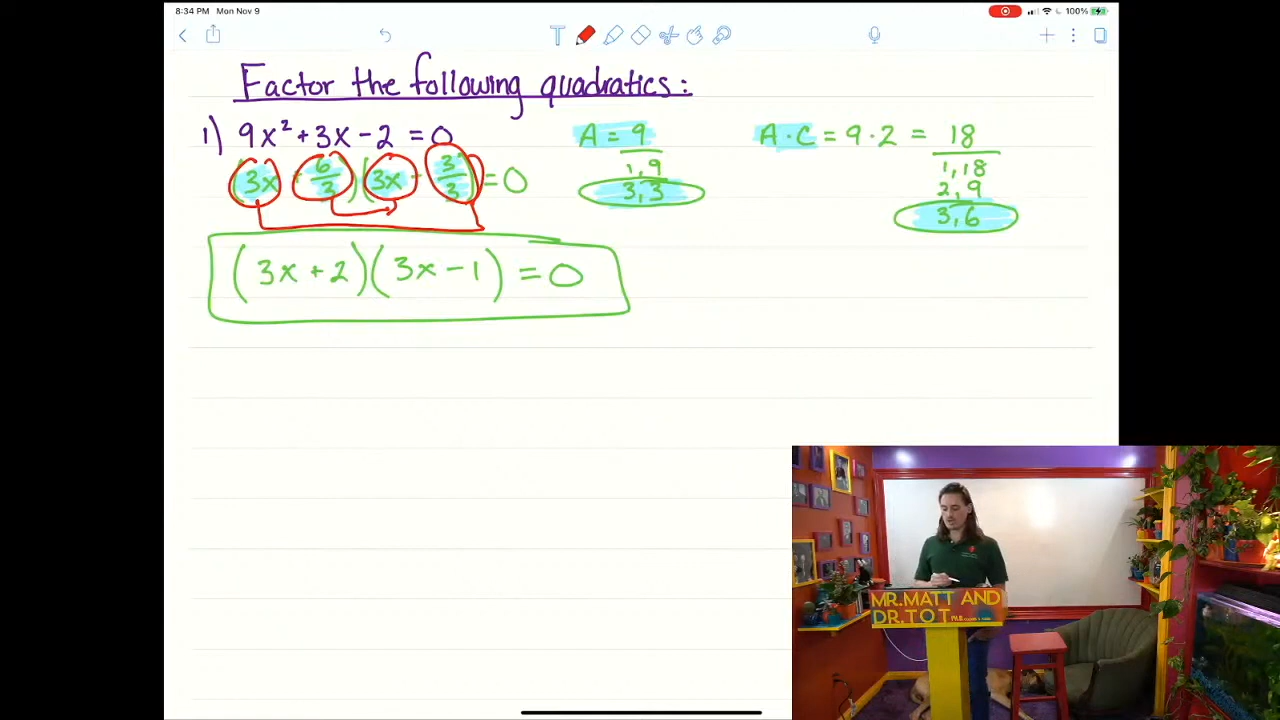 8:34 PM Mon Nov 9
100%
Factor the following quadratics:
1) 9x² + 3x - 2 = 0
A = 9
A · C = 9 · 2 = 18
1, 9
1, 18
(3x + 6/3)(3x - 3/3) = 0
3, 3
2, 9
3, 6
(3x + 2)(3x - 1) = 0
MR.MATT AND
DR.TOT